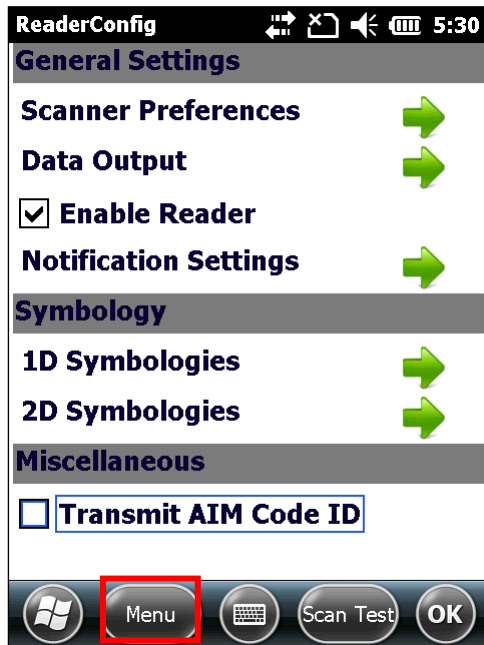 ReaderConfig 5:30
General Settings
Scanner Preferences
Data Output
Enable Reader
Notification Settings
Symbology
1D Symbologies
2D Symbologies
Miscellaneous
Transmit AIM Code ID
Menu Scan Test OK